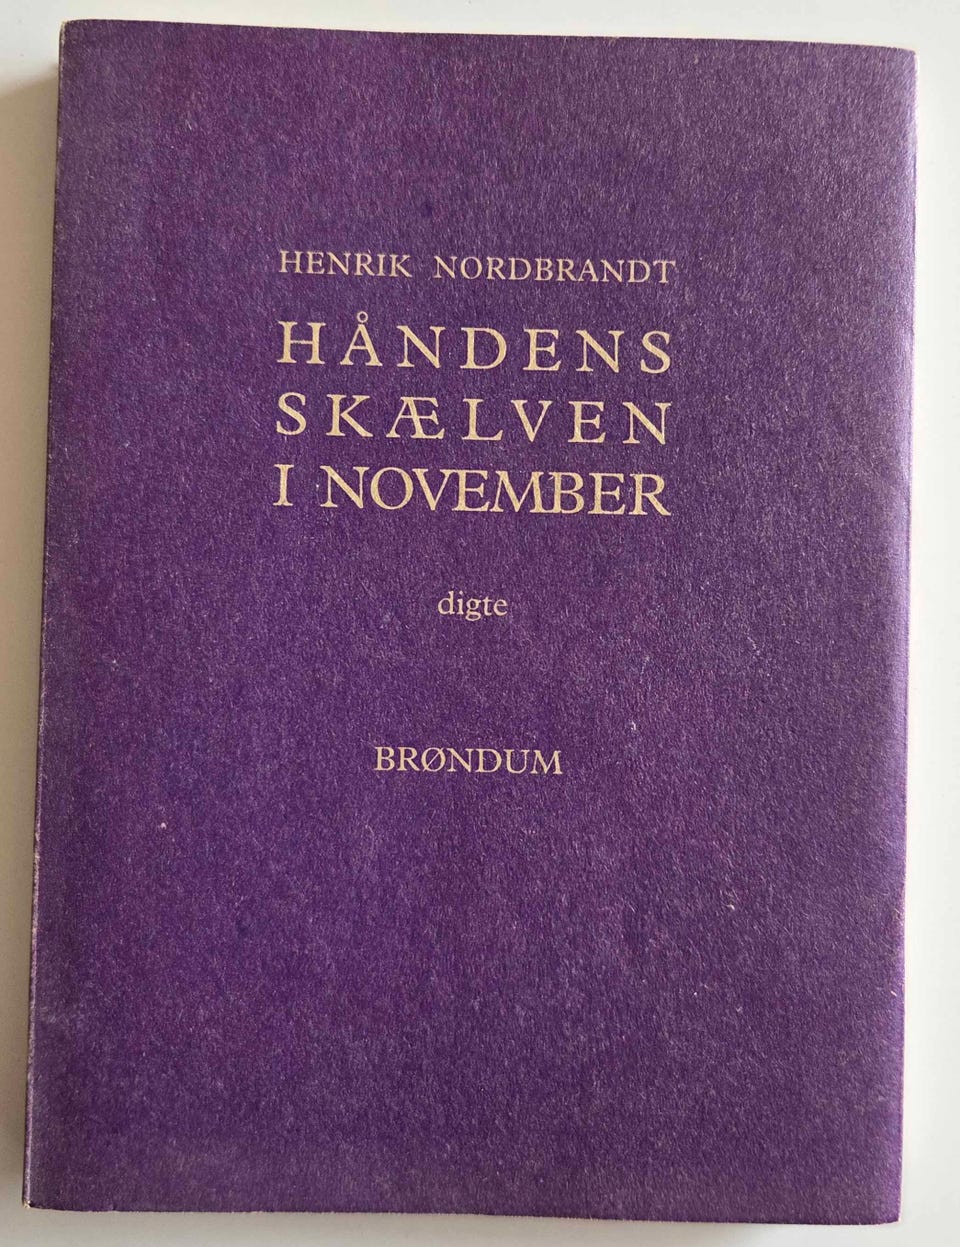 HENRIK NORDBRANDT
HÅNDENS
SKÆLVEN
I NOVEMBER
digte
BRØNDUM